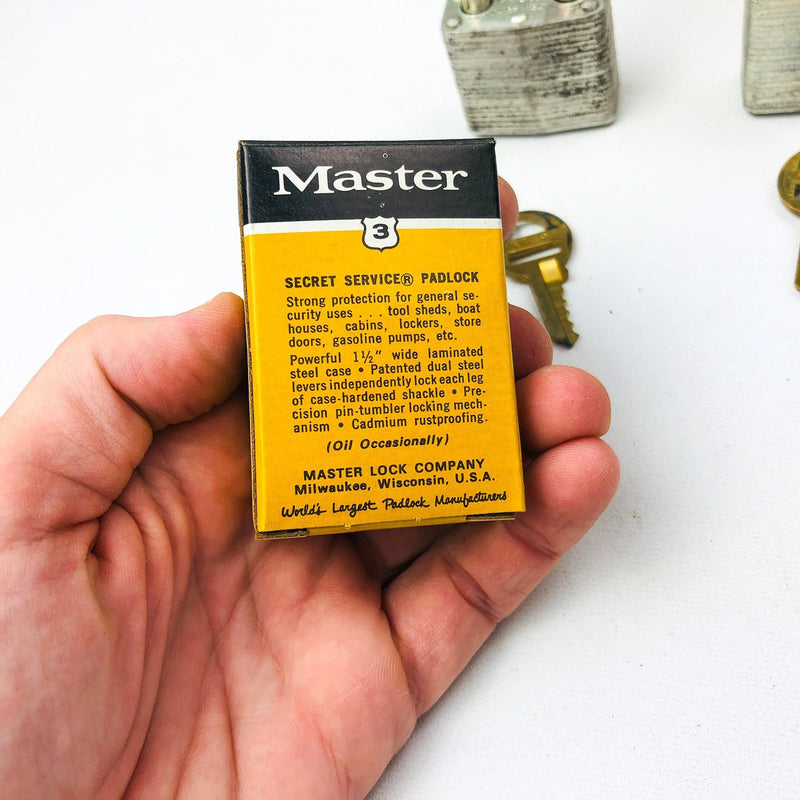 Master
3
SECRET SERVICE® PADLOCK
Strong protection for general se-
curity uses . . . tool sheds, boat
houses, cabins, lockers, store
doors, gasoline pumps, etc.
Powerful 1½" wide laminated
steel case • Patented dual steel
levers independently lock each leg
of case-hardened shackle • Pre-
cision pin-tumbler locking mech-
anism • Cadmium rustproofing.
(Oil Occasionally)
MASTER LOCK COMPANY
Milwaukee, Wisconsin, U.S.A.
World's Largest Padlock Manufacturers